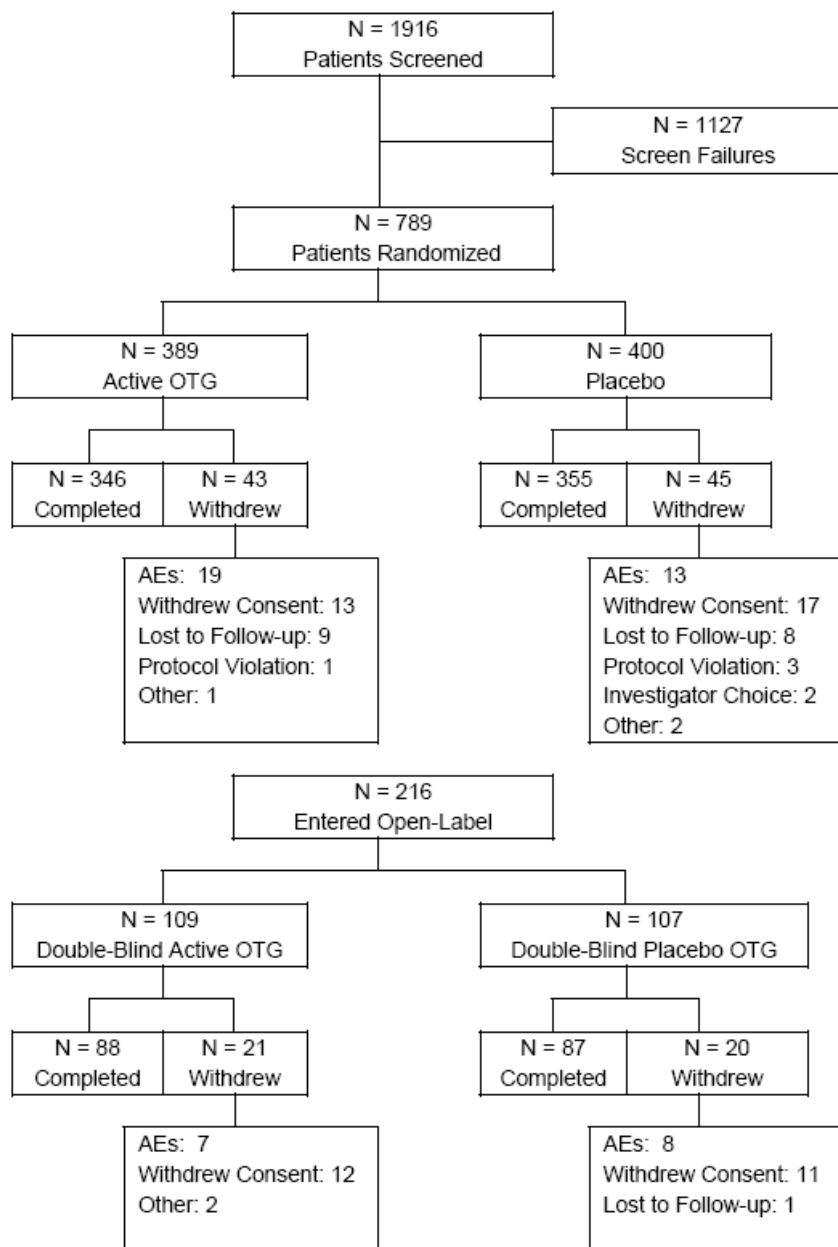 N = 1916
Patients Screened
N = 1127
Screen Failures
N = 789
Patients Randomized
N = 389
Active OTG
N = 400
Placebo
N = 346
Completed
N = 43
Withdrew
N = 355
Completed
N = 45
Withdrew
AEs: 19
Withdrew Consent: 13
Lost to Follow-up: 9
Protocol Violation: 1
Other: 1
AEs: 13
Withdrew Consent: 17
Lost to Follow-up: 8
Protocol Violation: 3
Investigator Choice: 2
Other: 2
N = 216
Entered Open-Label
N = 109
Double-Blind Active OTG
N = 107
Double-Blind Placebo OTG
N = 88
Completed
N = 21
Withdrew
N = 87
Completed
N = 20
Withdrew
AEs: 7
Withdrew Consent: 12
Other: 2
AEs: 8
Withdrew Consent: 11
Lost to Follow-up: 1